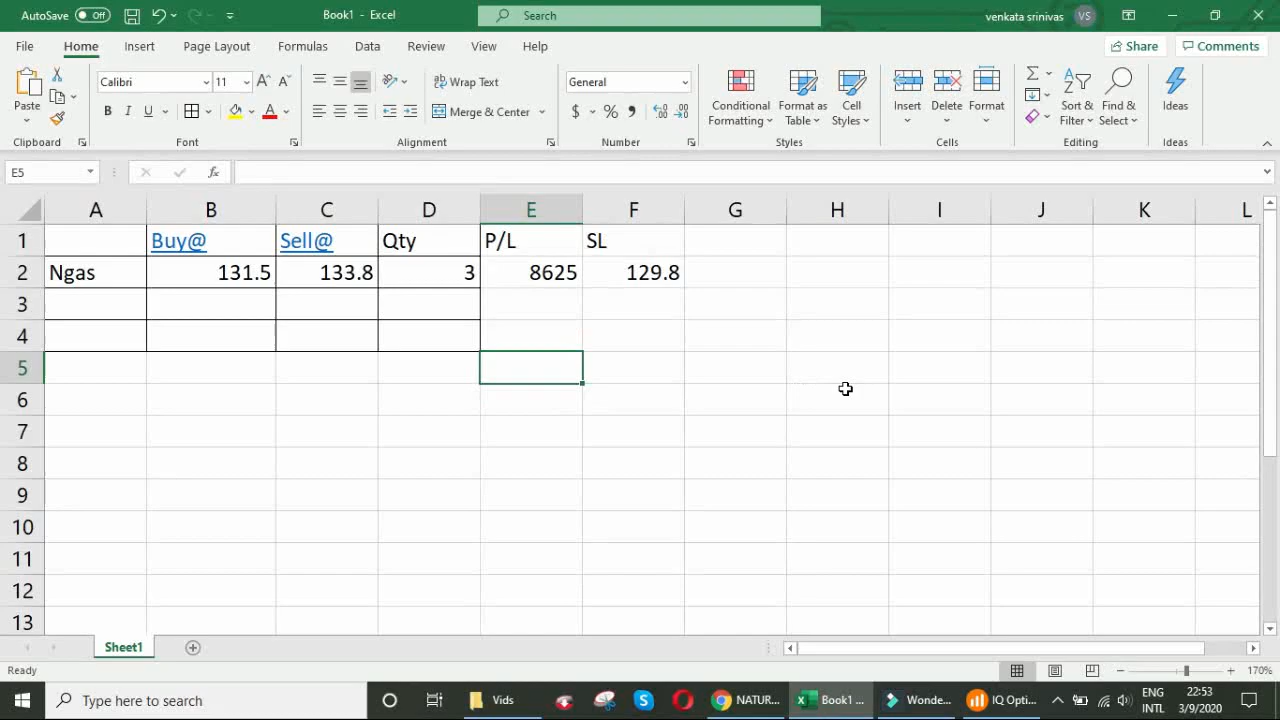 AutoSave Off Book1 - Excel Search venkata srinivas VS
File Home Insert Page Layout Formulas Data Review View Help Share Comments
Paste Calibri 11 A A Wrap Text General Conditional Formatting Format as Table Cell Styles Insert Delete Format Sort & Filter Find & Select Ideas
B I U A Merge & Center $ % ,
Clipboard Font Alignment Number Styles Cells Editing Ideas
E5 fx
A B C D E F G H I J K L
1 Buy@ Sell@ Qty P/L SL
2 Ngas 131.5 133.8 3 8625 129.8
3
4
5
6
7
8
9
10
11
12
13
Sheet1
Ready 170%
Type here to search Vids NATUR... Book1 ... Wonde... IQ Opti... ENG 22:53
INTL 3/9/2020